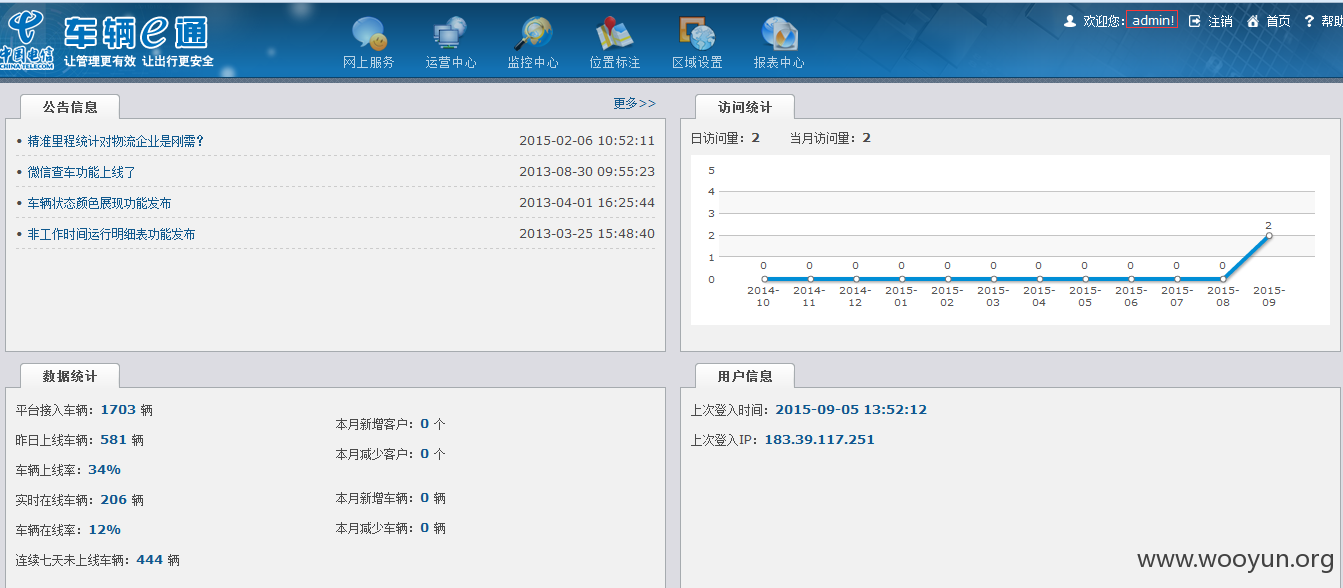 中国电信
CHINA TELECOM
车辆e通
让管理更有效 让出行更安全
网上服务 运营中心 监控中心 位置标注 区域设置 报表中心
欢迎您: admin! 注销 首页 ? 帮助
公告信息 更多>>
• 精准里程统计对物流企业是刚需? 2015-02-06 10:52:11
• 微信查车功能上线了 2013-08-30 09:55:23
• 车辆状态颜色展现功能发布 2013-04-01 16:25:44
• 非工作时间运行明细表功能发布 2013-03-25 15:48:40
访问统计
日访问量: 2 当月访问量: 2
5
4
3
2
1
0
0 0 0 0 0 0 0 0 0 0 0 2
2014-10 2014-11 2014-12 2015-01 2015-02 2015-03 2015-04 2015-05 2015-06 2015-07 2015-08 2015-09
数据统计
平台接入车辆: 1703 辆
昨日上线车辆: 581 辆
车辆上线率: 34%
实时在线车辆: 206 辆
车辆在线率: 12%
连续七天未上线车辆: 444 辆
本月新增客户: 0 个
本月减少客户: 0 个
本月新增车辆: 0 辆
本月减少车辆: 0 辆
用户信息
上次登入时间: 2015-09-05 13:52:12
上次登入IP: 183.39.117.251
www.wooyun.org